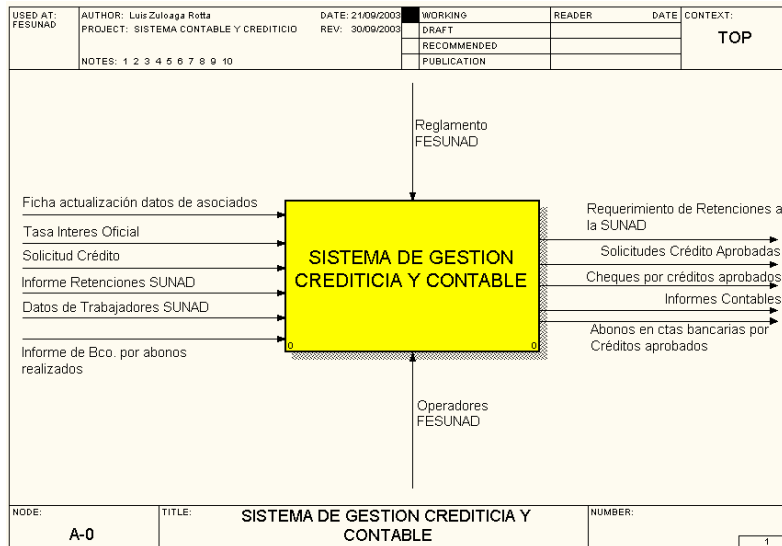 USED AT:
FESUNAD
AUTHOR: Luis Zuloaga Rotta
PROJECT: SISTEMA CONTABLE Y CREDITICIO
NOTES: 1 2 3 4 5 6 7 8 9 10
DATE: 21/09/2003
REV: 30/09/2003
WORKING
DRAFT
RECOMMENDED
PUBLICATION
READER DATE
CONTEXT:
TOP
Reglamento
FESUNAD
Ficha actualización datos de asociados
Tasa Interes Oficial
Solicitud Crédito
Informe Retenciones SUNAD
Datos de Trabajadores SUNAD
Informe de Bco. por abonos
realizados
SISTEMA DE GESTION
CREDITICIA Y CONTABLE
0 0
Requerimiento de Retenciones a
la SUNAD
Solicitudes Crédito Aprobadas
Cheques por créditos aprobados
Informes Contables
Abonos en ctas bancarias por
Créditos aprobados
Operadores
FESUNAD
NODE:
A-0
TITLE:
SISTEMA DE GESTION CREDITICIA Y
CONTABLE
NUMBER:
1